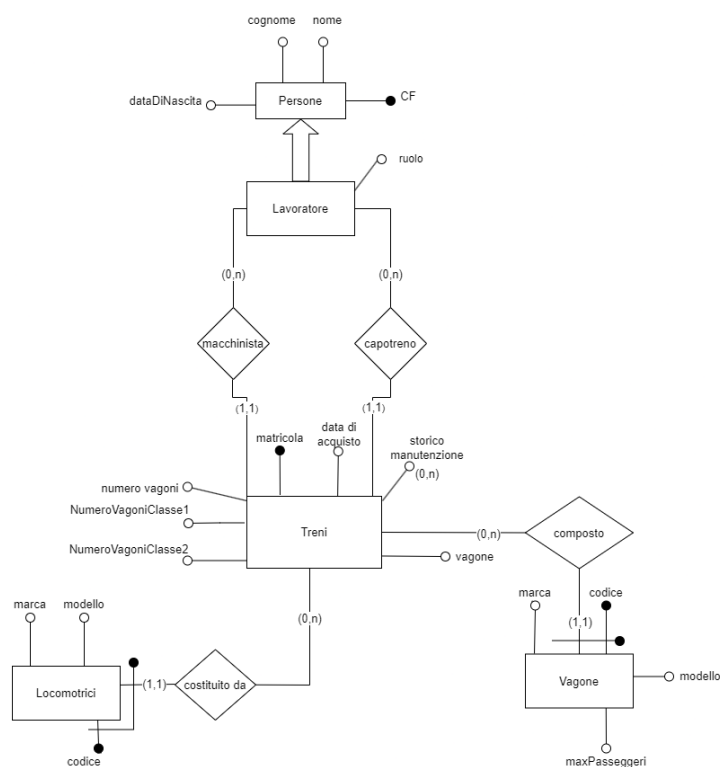 cognome
nome
dataDiNascita
Persone
CF
ruolo
Lavoratore
(0,n)
(0,n)
macchinista
capotreno
(1,1)
(1,1)
matricola
data di
acquisto
storico
manutenzione
(0,n)
numero vagoni
NumeroVagoniClasse1
Treni
(0,n)
composto
NumeroVagoniClasse2
vagone
marca
modello
(0,n)
marca
codice
(1,1)
Locomotrici
(1,1)
costituito da
Vagone
modello
codice
maxPasseggeri